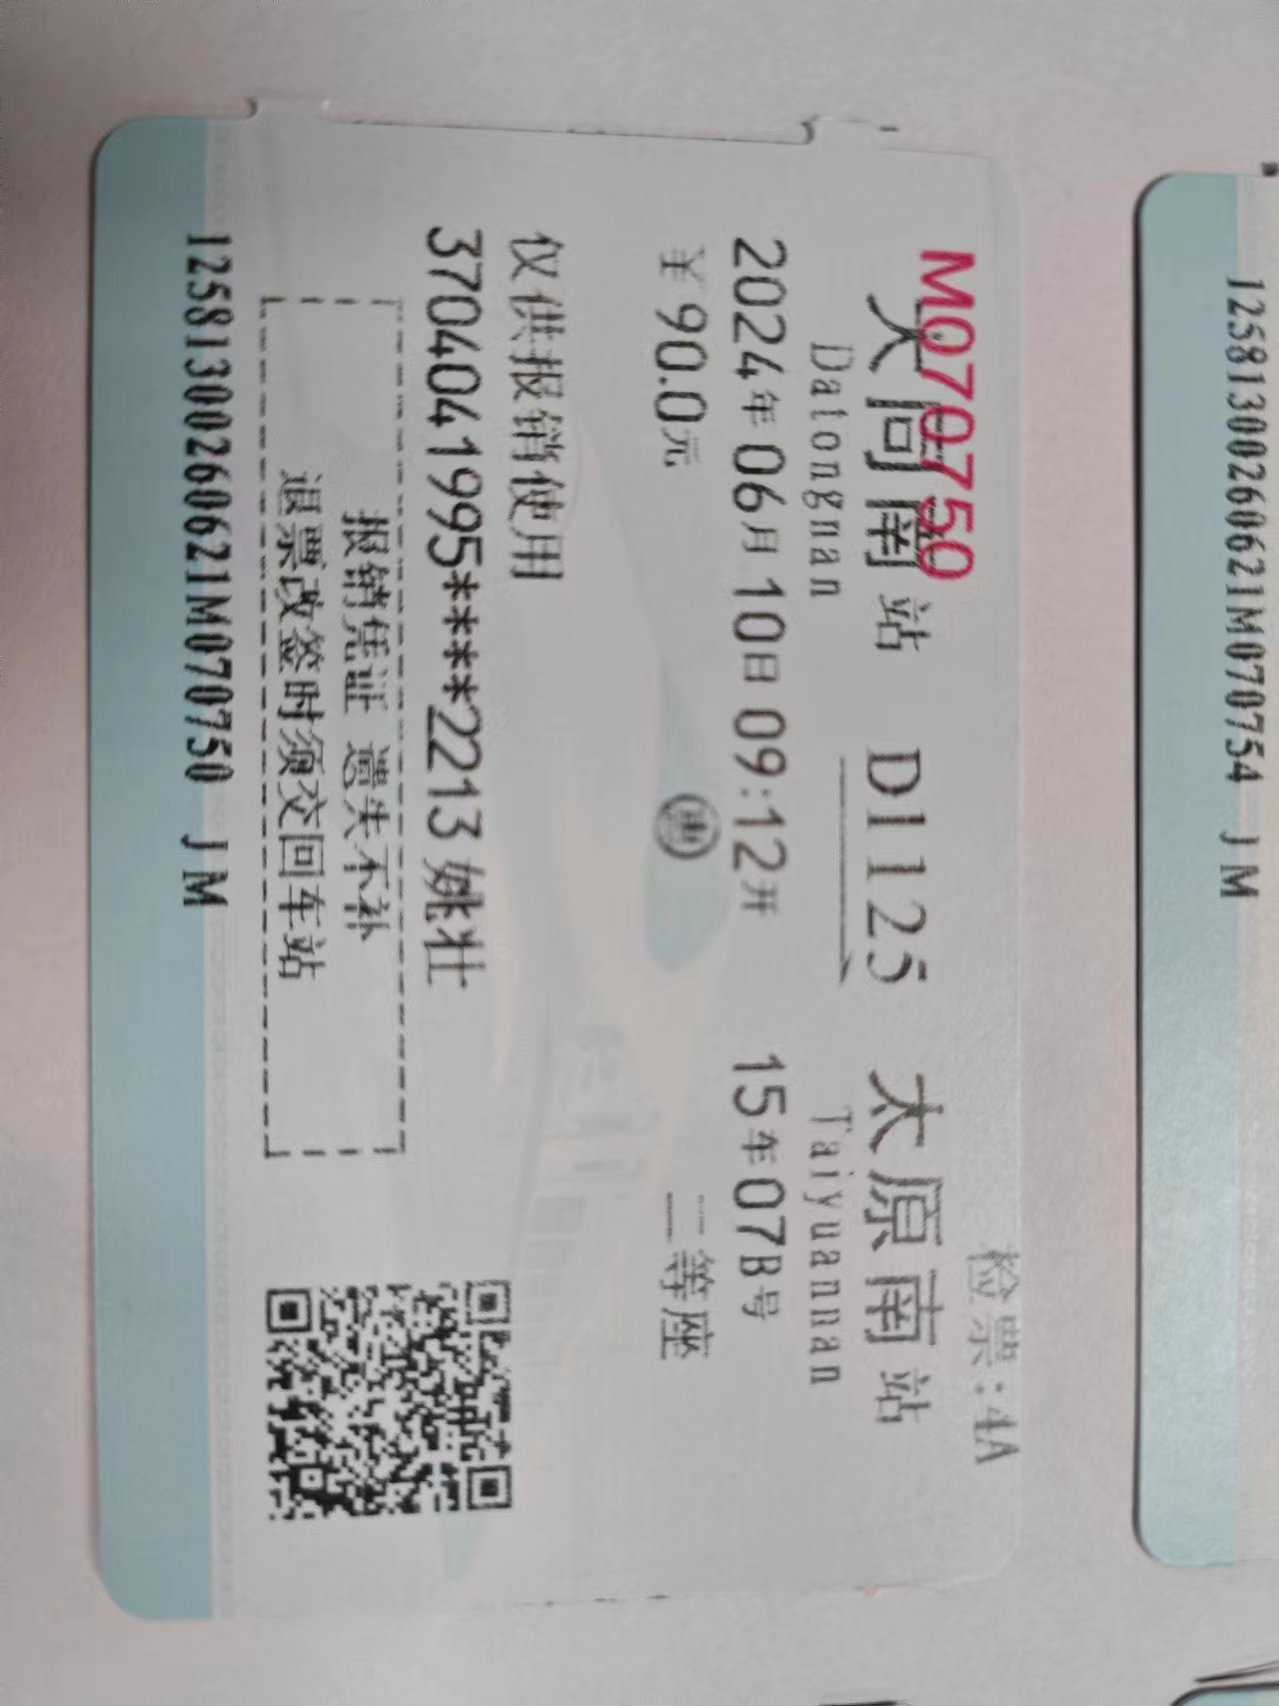 M070750
检票:4A
大同南站 D1125 太原南站
Datongnan Taiyuannan
2024年06月10日09:12开 15车07B号
￥90.0元 惠 二等座
仅供报销使用
3704041995****2213姚壮
报销凭证 遗失不补
退票改签时须交回车站
12581300260621M070750 JM
12581300260621M070754 JM